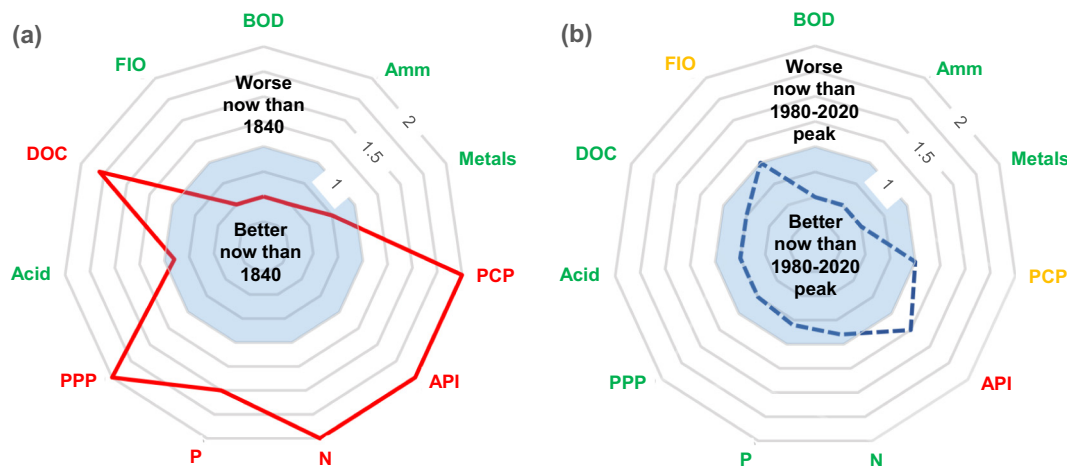 (a)
BOD
FIO
Amm
Worse
now than
1840
2
1.5
DOC
Metals
1
Better
now than
1840
Acid
PCP
PPP
API
P
N
(b)
BOD
FIO
Amm
Worse
now than
1980-2020
peak
2
1.5
DOC
Metals
1
Better
now than
1980-2020
peak
Acid
PCP
PPP
API
P
N